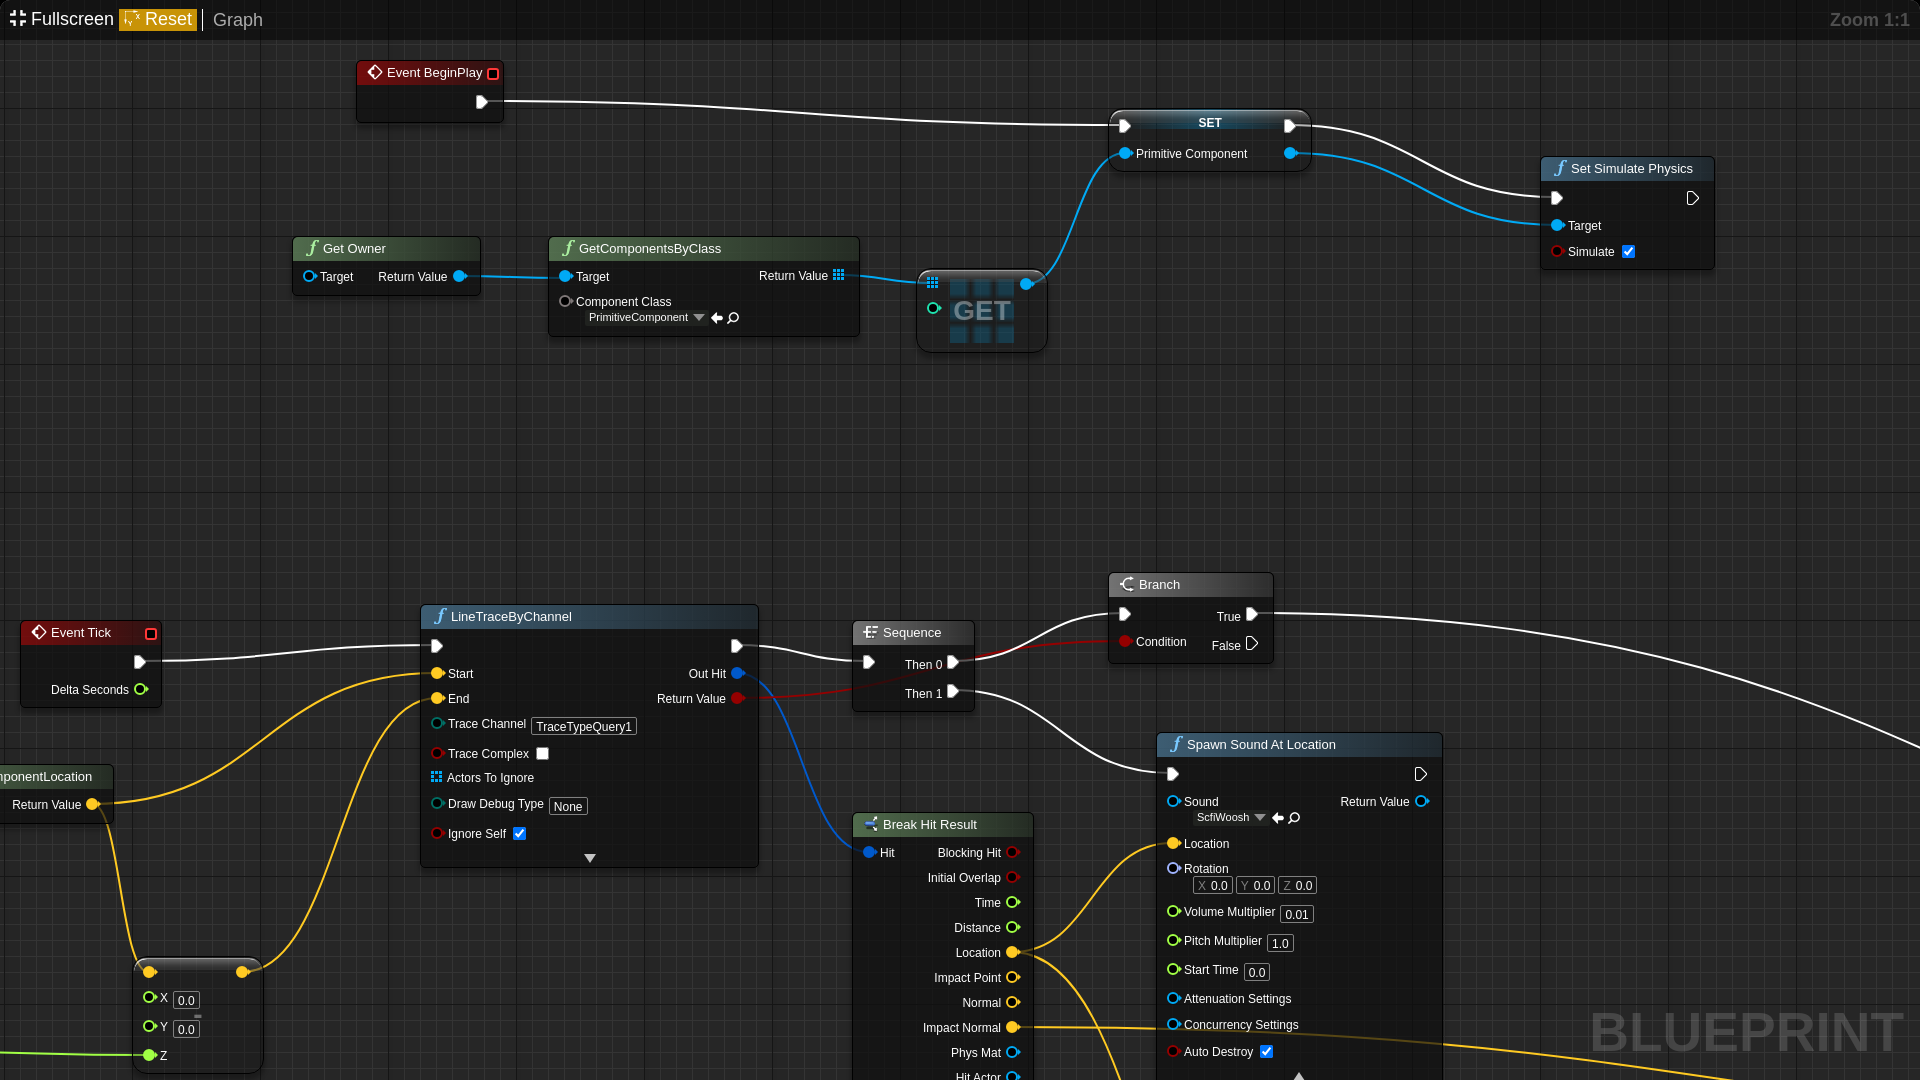 Fullscreen Reset Graph
Zoom 1:1
Event BeginPlay
SET
Primitive Component
Set Simulate Physics
Target
Simulate
Get Owner
Target Return Value
GetComponentsByClass
Target Return Value
Component Class
PrimitiveComponent
GET
Branch
True
Condition
False
Event Tick
Delta Seconds
LineTraceByChannel
Start Out Hit
End Return Value
Trace Channel TraceTypeQuery1
Trace Complex
Actors To Ignore
Draw Debug Type None
Ignore Self
Sequence
Then 0
Then 1
mponentLocation
Return Value
X 0.0
Y 0.0
Z
Break Hit Result
Hit Blocking Hit
Initial Overlap
Time
Distance
Location
Impact Point
Normal
Impact Normal
Phys Mat
Hit Actor
Spawn Sound At Location
Sound Return Value
ScfiWoosh
Location
Rotation
X 0.0 Y 0.0 Z 0.0
Volume Multiplier 0.01
Pitch Multiplier 1.0
Start Time 0.0
Attenuation Settings
Concurrency Settings
Auto Destroy
BLUEPRINT